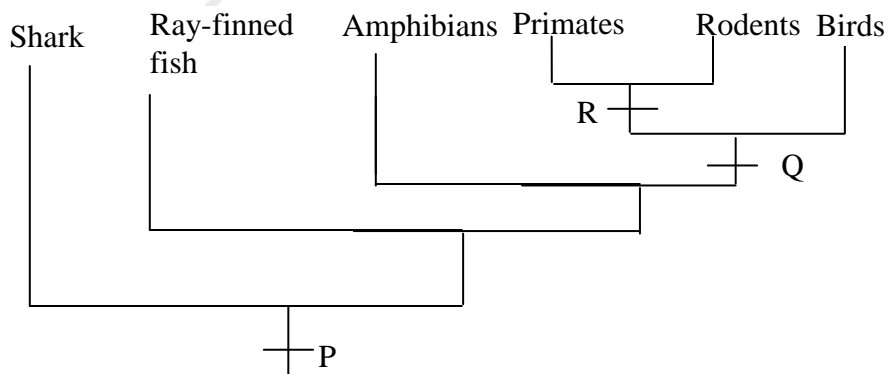 Shark
Ray-finned
fish
Amphibians
Primates
Rodents
Birds
R
Q
P